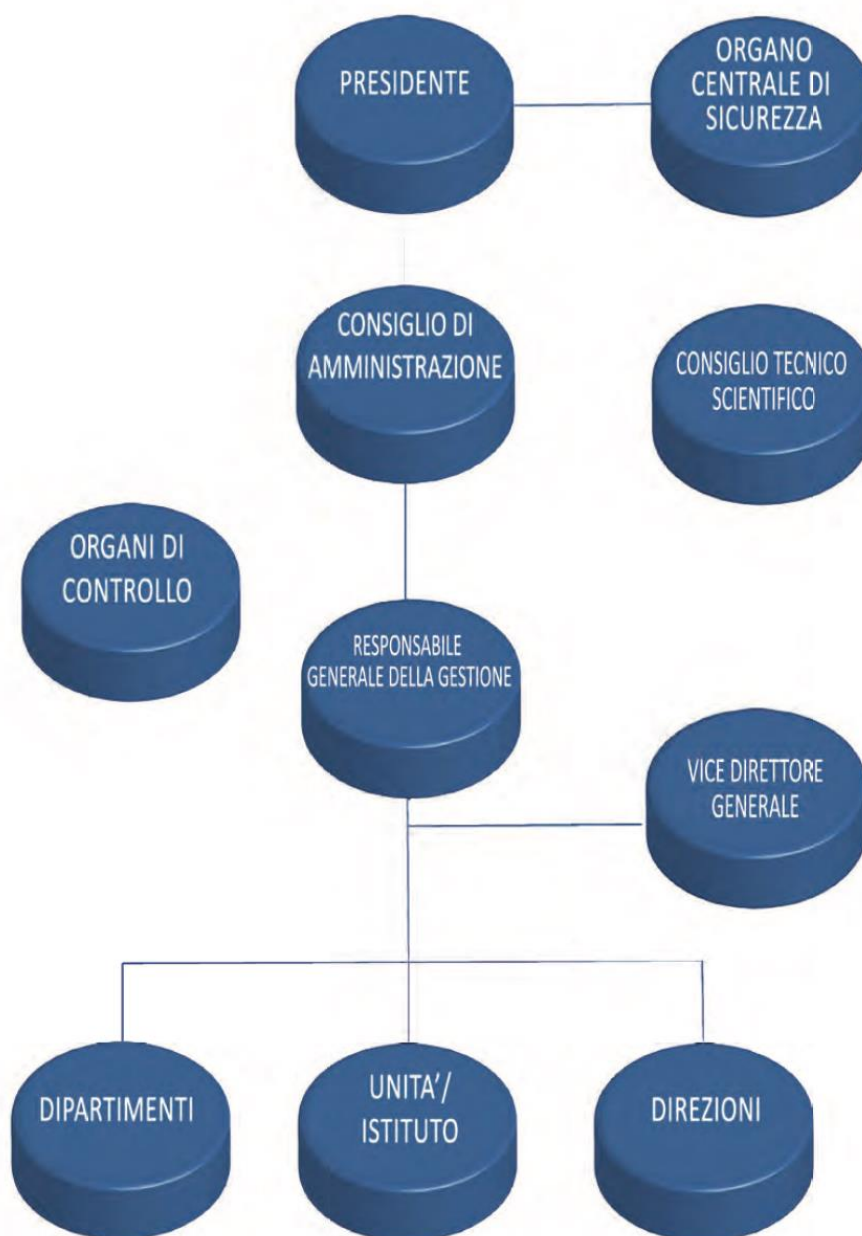 PRESIDENTE
ORGANO
CENTRALE DI
SICUREZZA
CONSIGLIO DI
AMMINISTRAZIONE
CONSIGLIO TECNICO
SCIENTIFICO
ORGANI DI
CONTROLLO
RESPONSABILE
GENERALE DELLA GESTIONE
VICE DIRETTORE
GENERALE
DIPARTIMENTI
UNITA’/
ISTITUTO
DIREZIONI